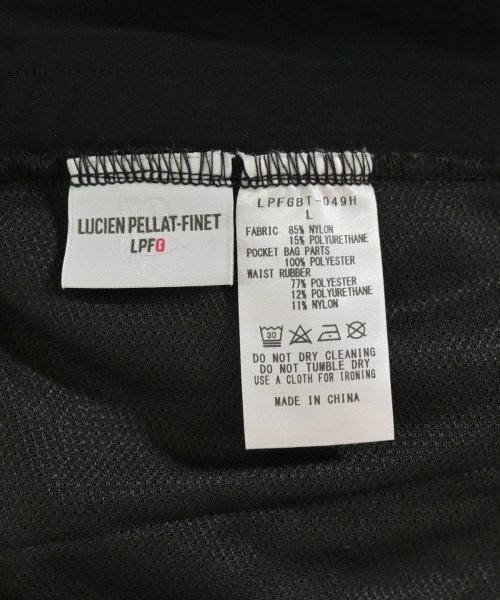 LUCIEN PELLAT-FINET
LPFG
LPFGBT-049H
L
FABRIC 85% NYLON
15% POLYURETHANE
POCKET BAG PARTS
100% POLYESTER
WAIST RUBBER
77% POLYESTER
12% POLYURETHANE
11% NYLON
30
DO NOT DRY CLEANING
DO NOT TUMBLE DRY
USE A CLOTH FOR IRONING
MADE IN CHINA